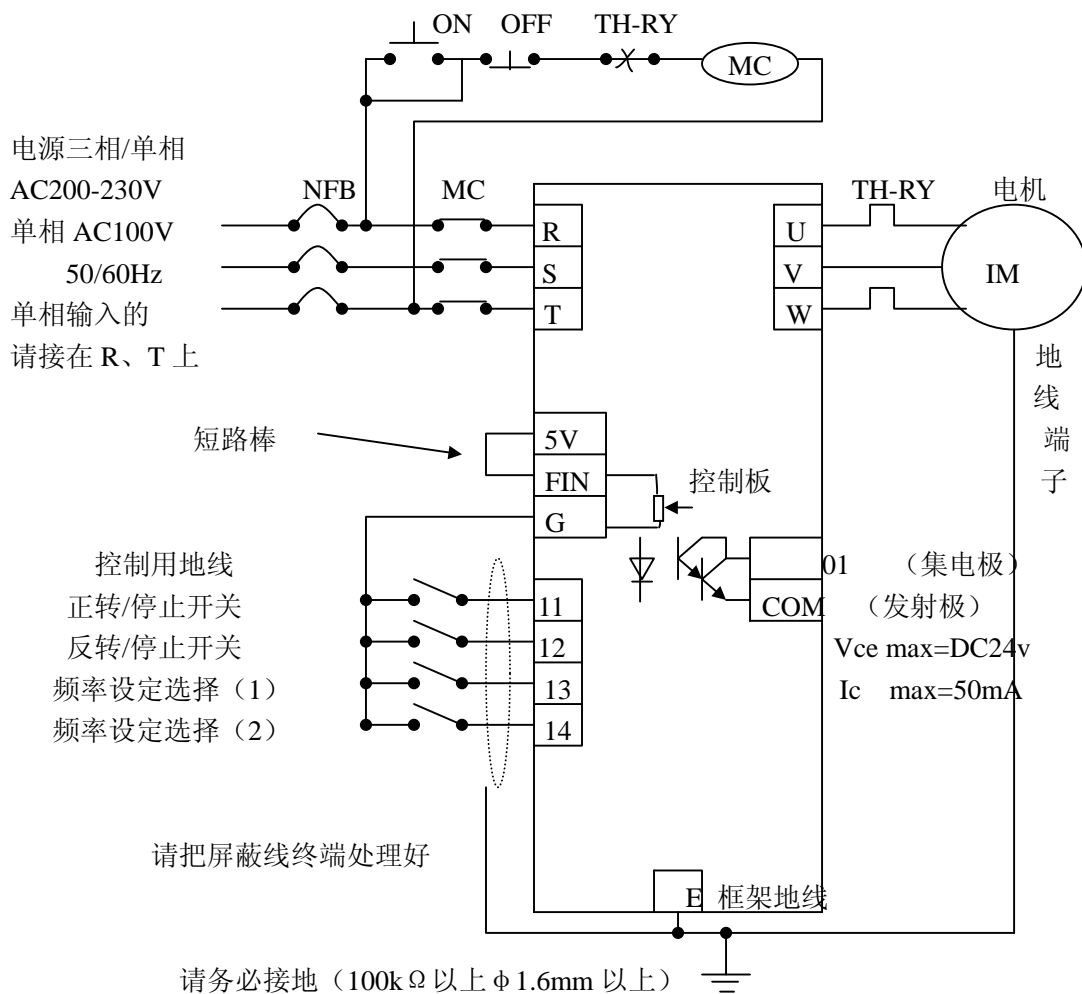 ON OFF TH-RY
MC
电源三相/单相
AC200-230V NFB MC TH-RY 电机
单相 AC100V R U
50/60Hz S V IM
单相输入的 T W
请接在 R、T 上
地
线
端
子
短路棒 5V
FIN 控制板
G
控制用地线 01 （集电极）
正转/停止开关 11 COM （发射极）
反转/停止开关 12 Vce max=DC24v
频率设定选择（1） 13 Ic max=50mA
频率设定选择（2） 14
请把屏蔽线终端处理好
E 框架地线
请务必接地（100kΩ以上φ1.6mm 以上）